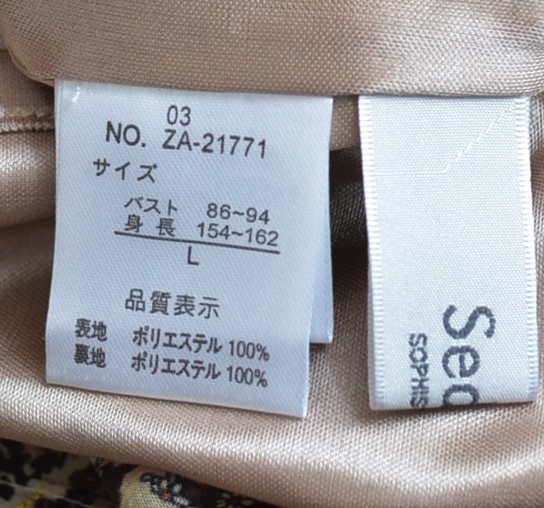 03
NO. ZA-21771
サイズ
バスト 86~94
身長 154~162
L
品質表示
表地 ポリエステル 100%
裏地 ポリエステル 100%